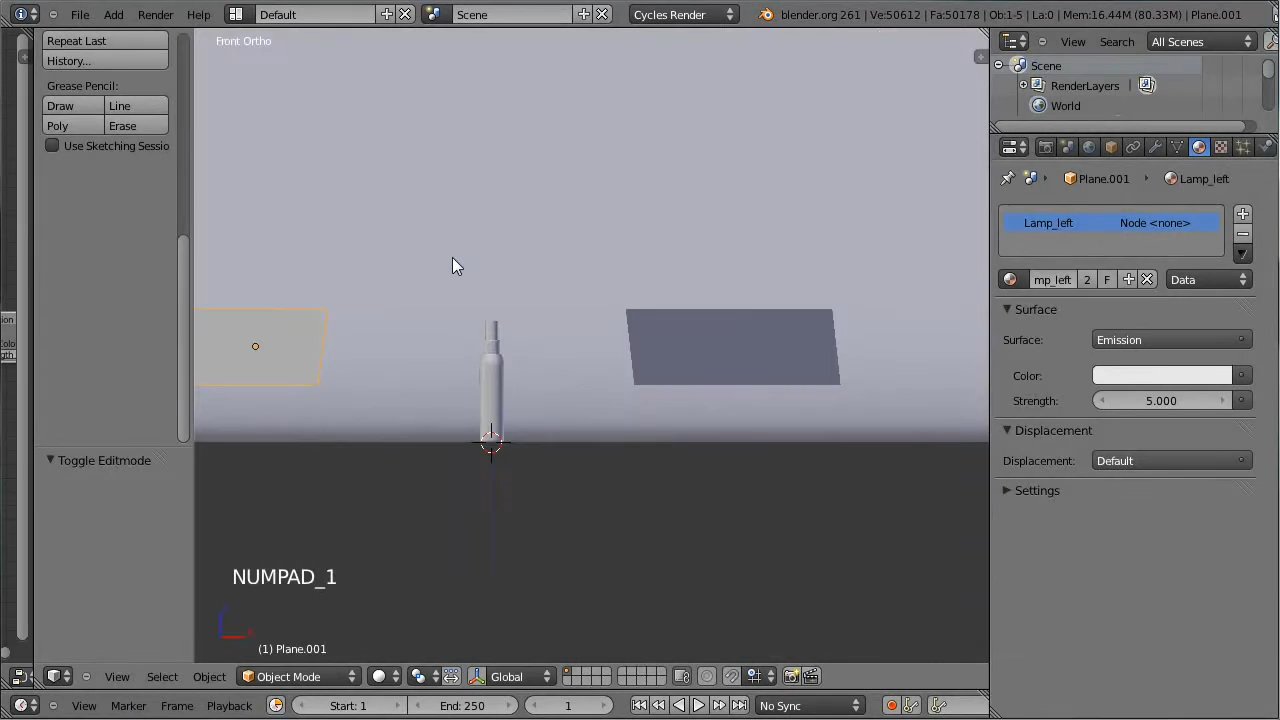 File Add Render Help Default Scene Cycles Render blender.org 261 | Ve:50612 | Fa:50178 | Ob:1-5 | La:0 | Mem:16.44M (80.33M) | Plane.001
Repeat Last
History...
Grease Pencil:
Draw Line
Poly Erase
Use Sketching Sessio
Toggle Editmode
Front Ortho
NUMPAD_1
(1) Plane.001
View Search All Scenes
Scene
RenderLayers |
World
Plane.001 Lamp_left
Lamp_left Node <none>
mp_left 2 F Data
Surface
Surface: Emission
Color:
Strength: 5.000
Displacement
Displacement: Default
Settings
View Select Object Object Mode Global
View Marker Frame Playback Start: 1 End: 250 1 No Sync